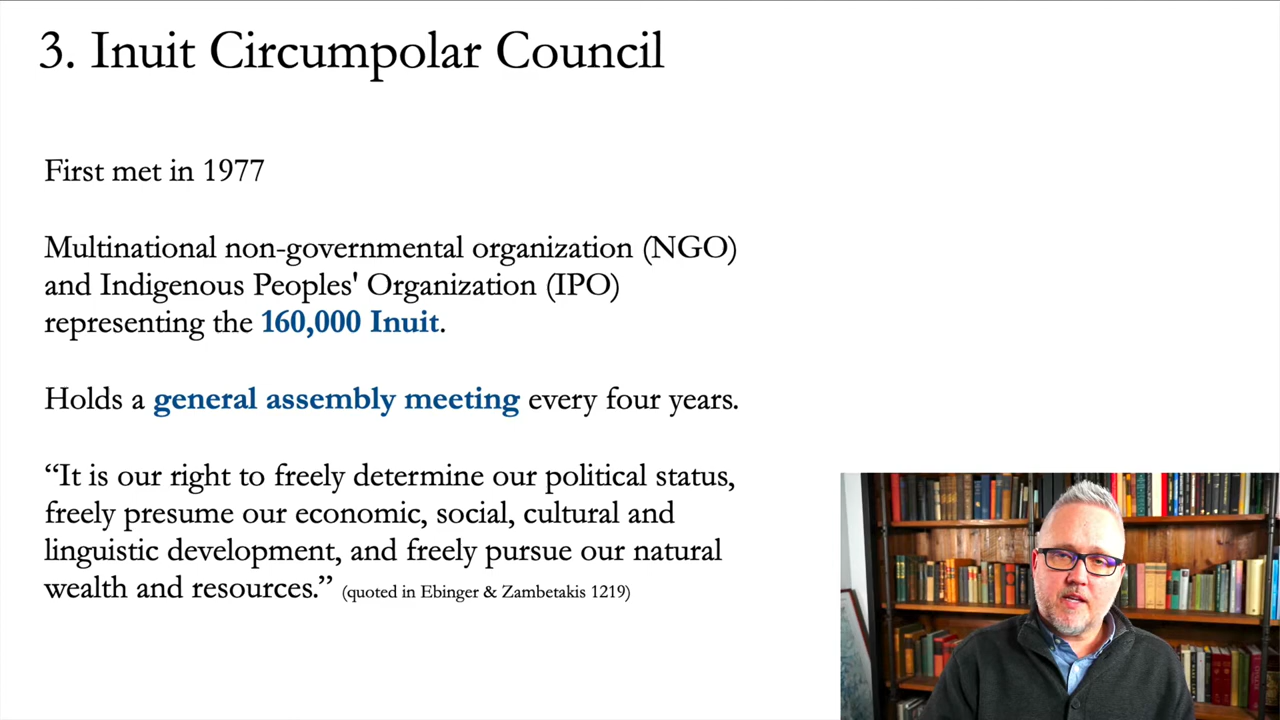 3. Inuit Circumpolar Council
First met in 1977
Multinational non-governmental organization (NGO)
and Indigenous Peoples' Organization (IPO)
representing the 160,000 Inuit.
Holds a general assembly meeting every four years.
“It is our right to freely determine our political status,
freely presume our economic, social, cultural and
linguistic development, and freely pursue our natural
wealth and resources.” (quoted in Ebinger & Zambetakis 1219)